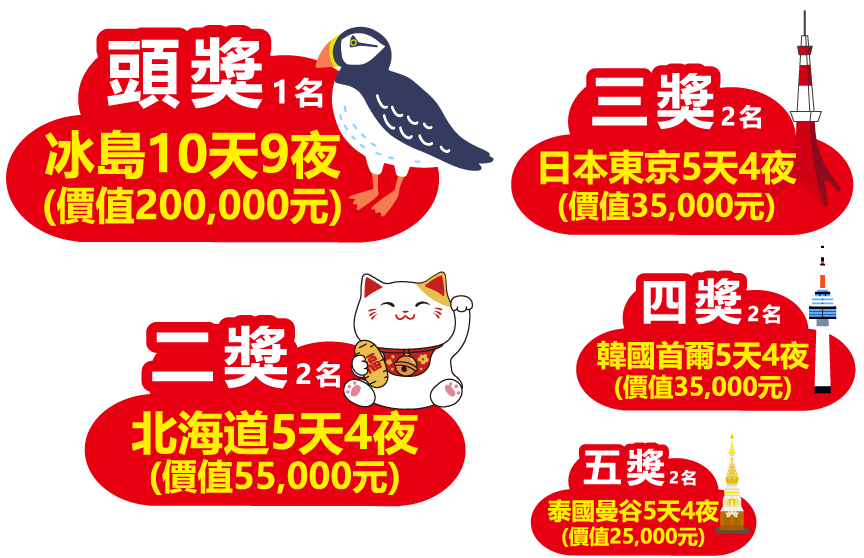 頭獎1名
冰島10天9夜
(價值200,000元)
二獎2名
北海道5天4夜
(價值55,000元)
三獎2名
日本東京5天4夜
(價值35,000元)
四獎2名
韓國首爾5天4夜
(價值35,000元)
五獎2名
泰國曼谷5天4夜
(價值25,000元)